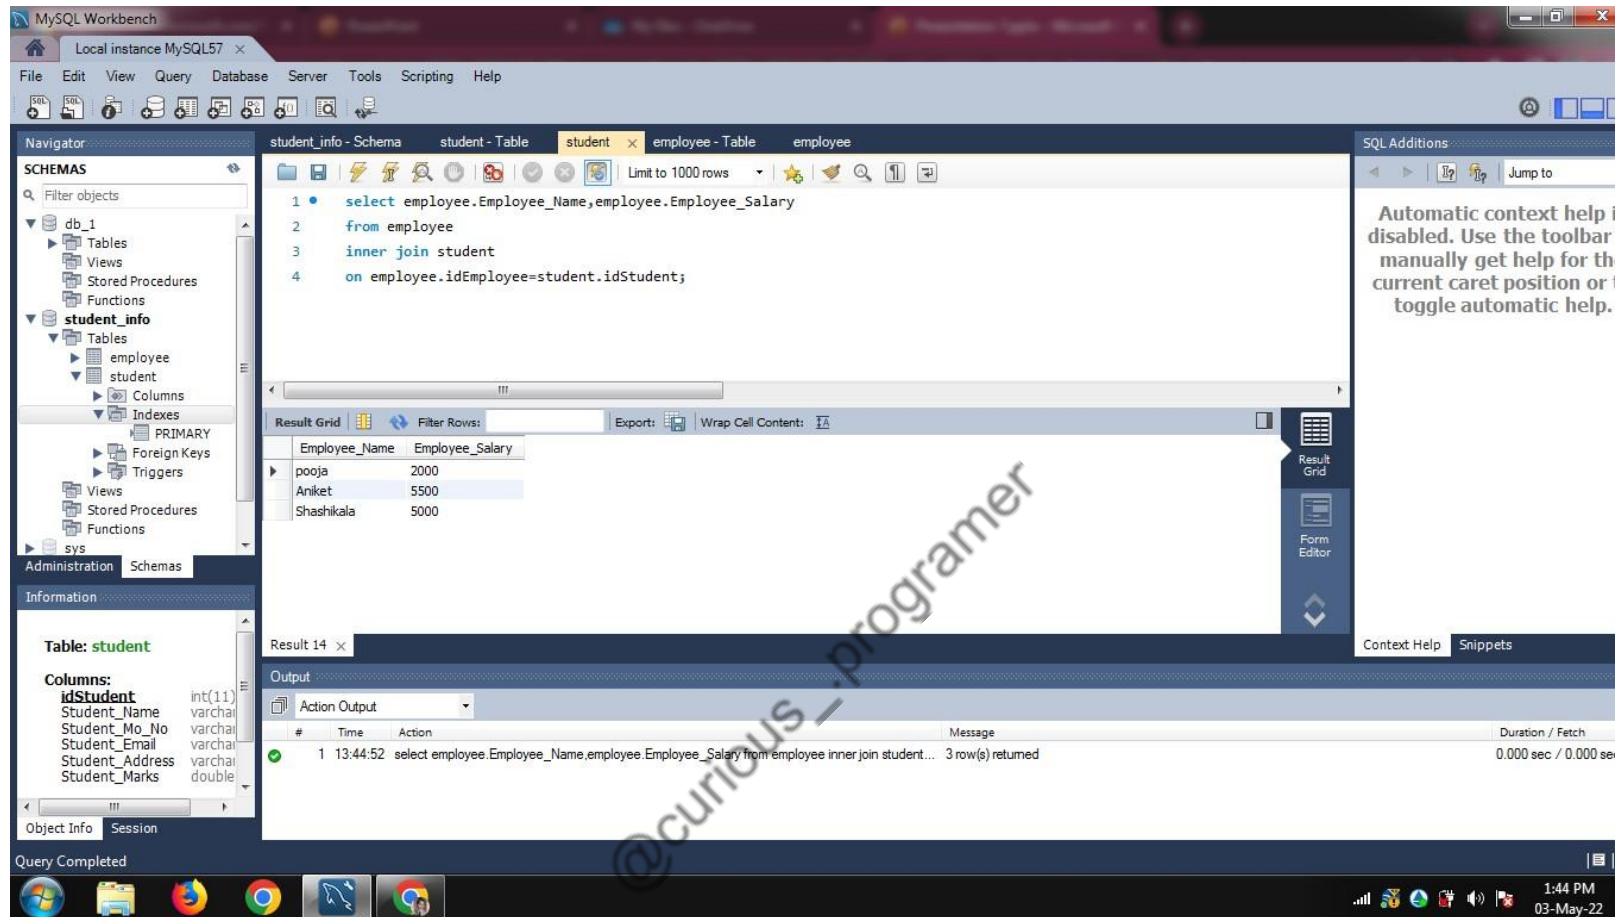 MySQL Workbench
Local instance MySQL57
File Edit View Query Database Server Tools Scripting Help
Navigator
SCHEMAS
Filter objects
db_1
Tables
Views
Stored Procedures
Functions
student_info
Tables
employee
student
Columns
Indexes
PRIMARY
Foreign Keys
Triggers
Views
Stored Procedures
Functions
sys
Administration Schemas
Information
Table: student
Columns:
idStudent int(11)
Student_Name varchar
Student_Mo_No varchar
Student_Email varchar
Student_Address varchar
Student_Marks double
Object Info Session
Query Completed
student_info - Schema student - Table student employee - Table employee
Limit to 1000 rows
1 select employee.Employee_Name,employee.Employee_Salary
2 from employee
3 inner join student
4 on employee.idEmployee=student.idStudent;
Result Grid Filter Rows: Export: Wrap Cell Content:
Employee_Name Employee_Salary
pooja 2000
Aniket 5500
Shashikala 5000
Result Grid
Form Editor
Result 14
Output
Action Output
# Time Action Message Duration / Fetch
1 13:44:52 select employee.Employee_Name,employee.Employee_Salary from employee inner join student... 3 row(s) returned 0.000 sec / 0.000 sec
SQL Additions
Jump to
Automatic context help i
disabled. Use the toolbar
manually get help for the
current caret position or t
toggle automatic help.
Context Help Snippets
@curious_.programer
1:44 PM
03-May-22